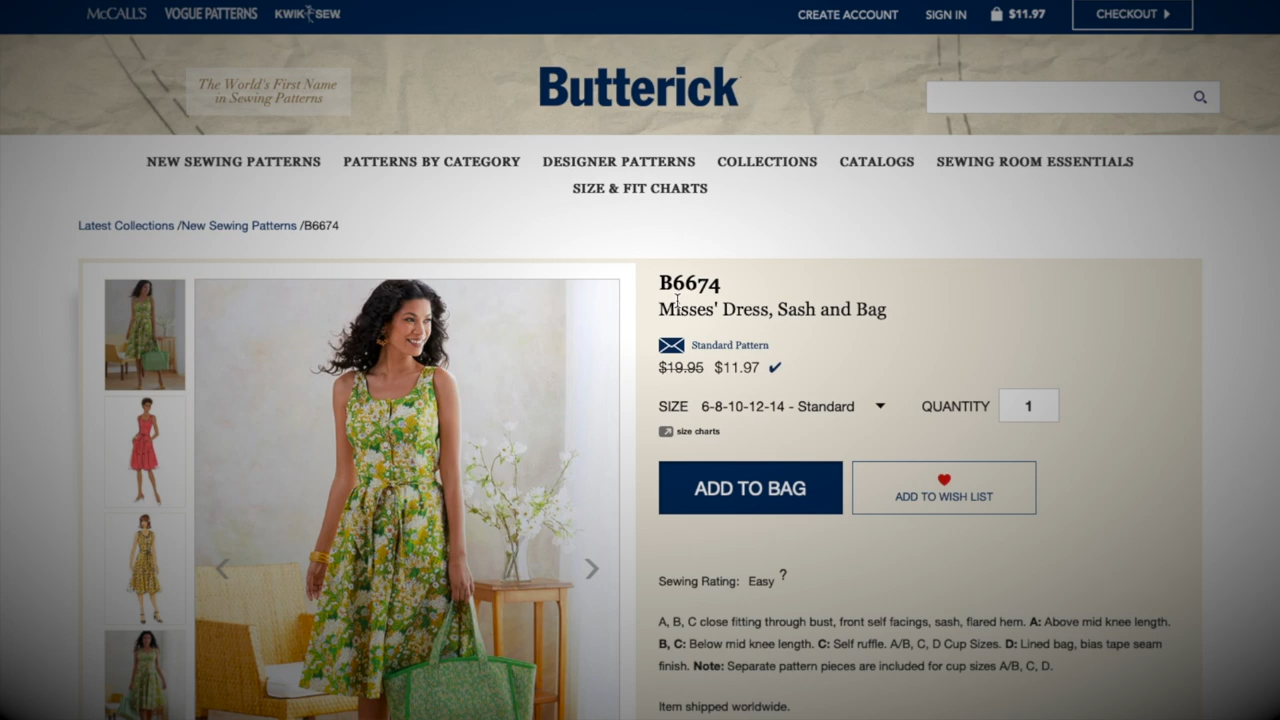 McCALL'S VOGUE PATTERNS KWIK SEW CREATE ACCOUNT SIGN IN $11.97 CHECKOUT
The World's First Name
in Sewing Patterns
Butterick
NEW SEWING PATTERNS PATTERNS BY CATEGORY DESIGNER PATTERNS COLLECTIONS CATALOGS SEWING ROOM ESSENTIALS
SIZE & FIT CHARTS
Latest Collections /New Sewing Patterns /B6674
B6674
Misses' Dress, Sash and Bag
Standard Pattern
$19.95 $11.97
SIZE 6-8-10-12-14 - Standard QUANTITY 1
size charts
ADD TO BAG
ADD TO WISH LIST
Sewing Rating: Easy ?
A, B, C close fitting through bust, front self facings, sash, flared hem. A: Above mid knee length.
B, C: Below mid knee length. C: Self ruffle. A/B, C, D Cup Sizes. D: Lined bag, bias tape seam
finish. Note: Separate pattern pieces are included for cup sizes A/B, C, D.
Item shipped worldwide.